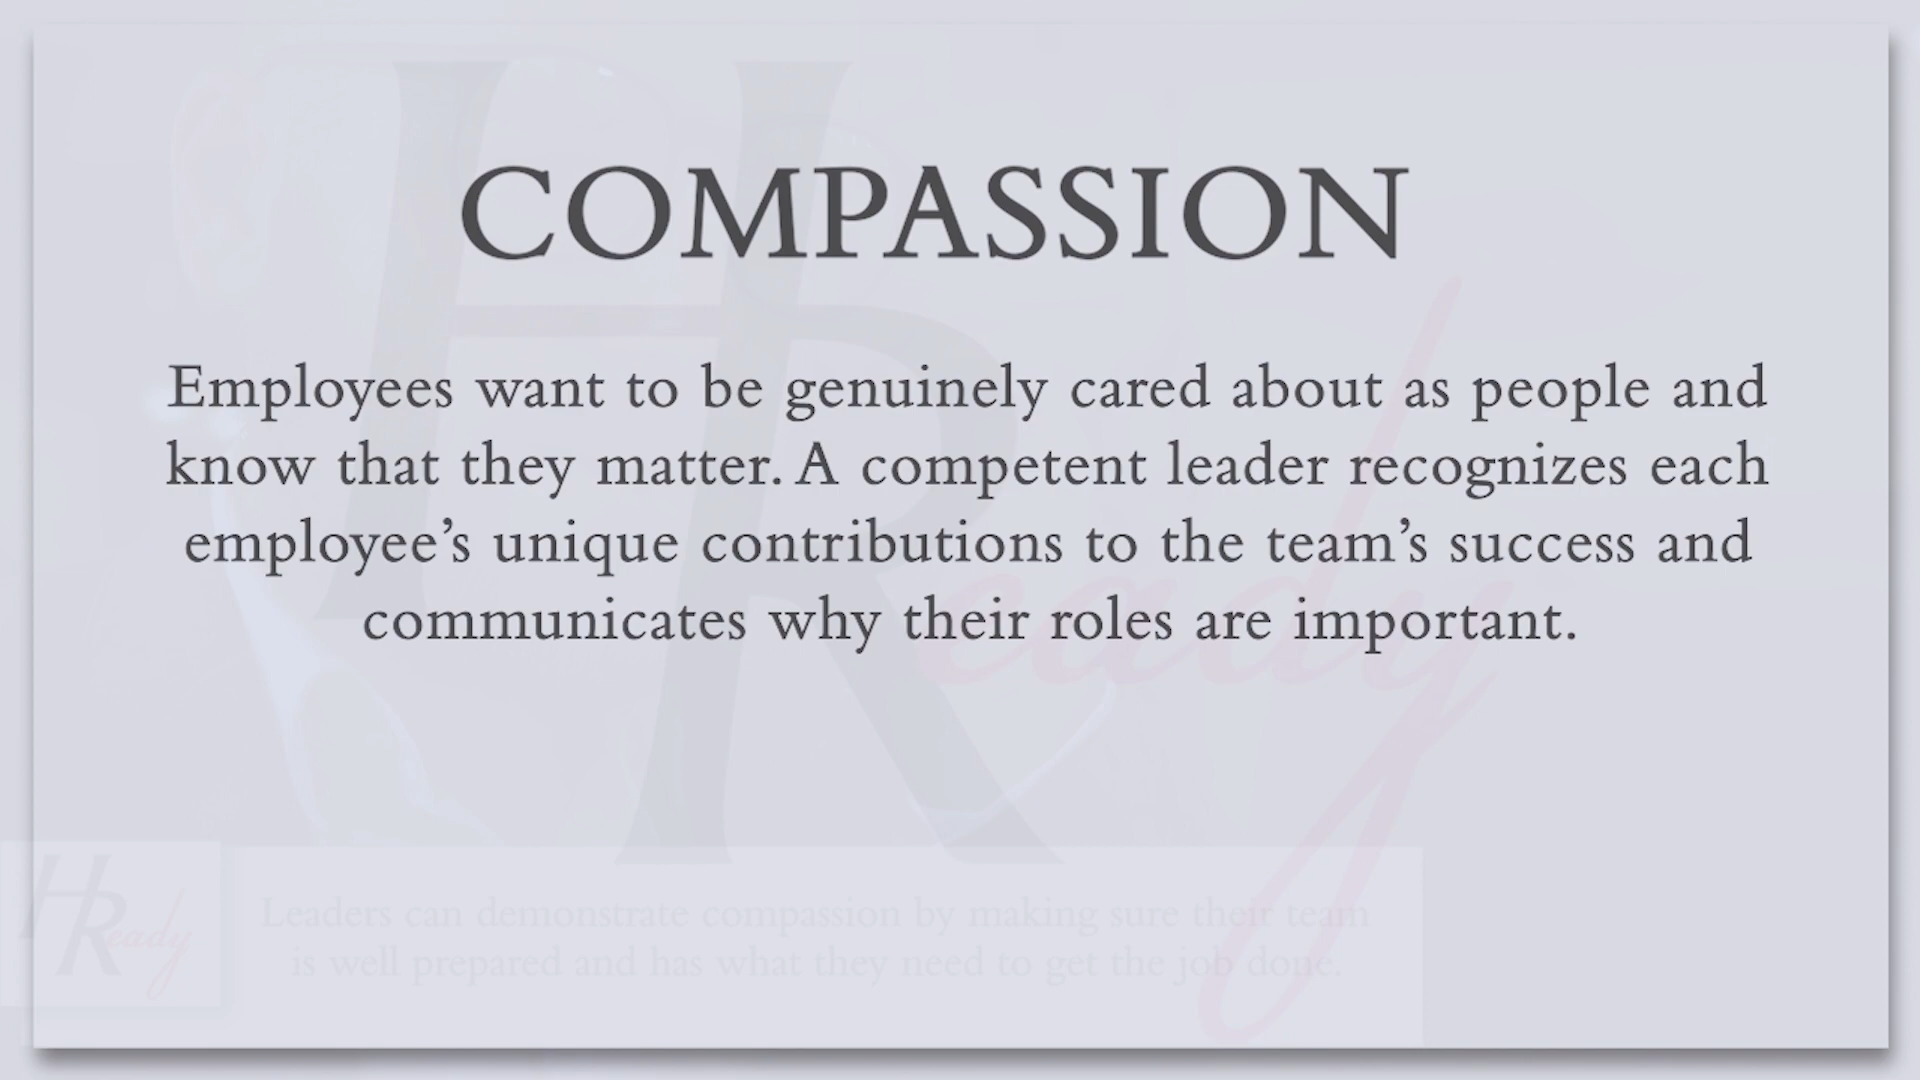 COMPASSION
Employees want to be genuinely cared about as people and
know that they matter. A competent leader recognizes each
employee’s unique contributions to the team’s success and
communicates why their roles are important.
HReady
HReady
Leaders can demonstrate compassion by making sure their team
is well prepared and has what they need to get the job done.